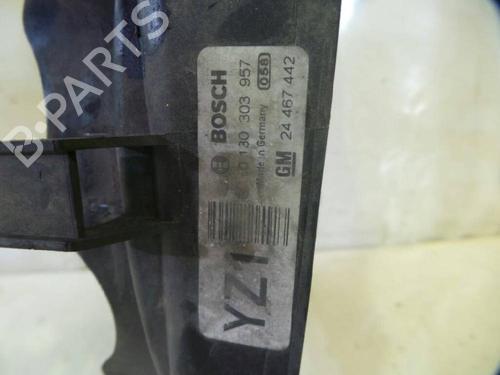 B-PARTS
BOSCH
0 130 303 957
Made in Germany
058
GM 24 467 442
YZ1